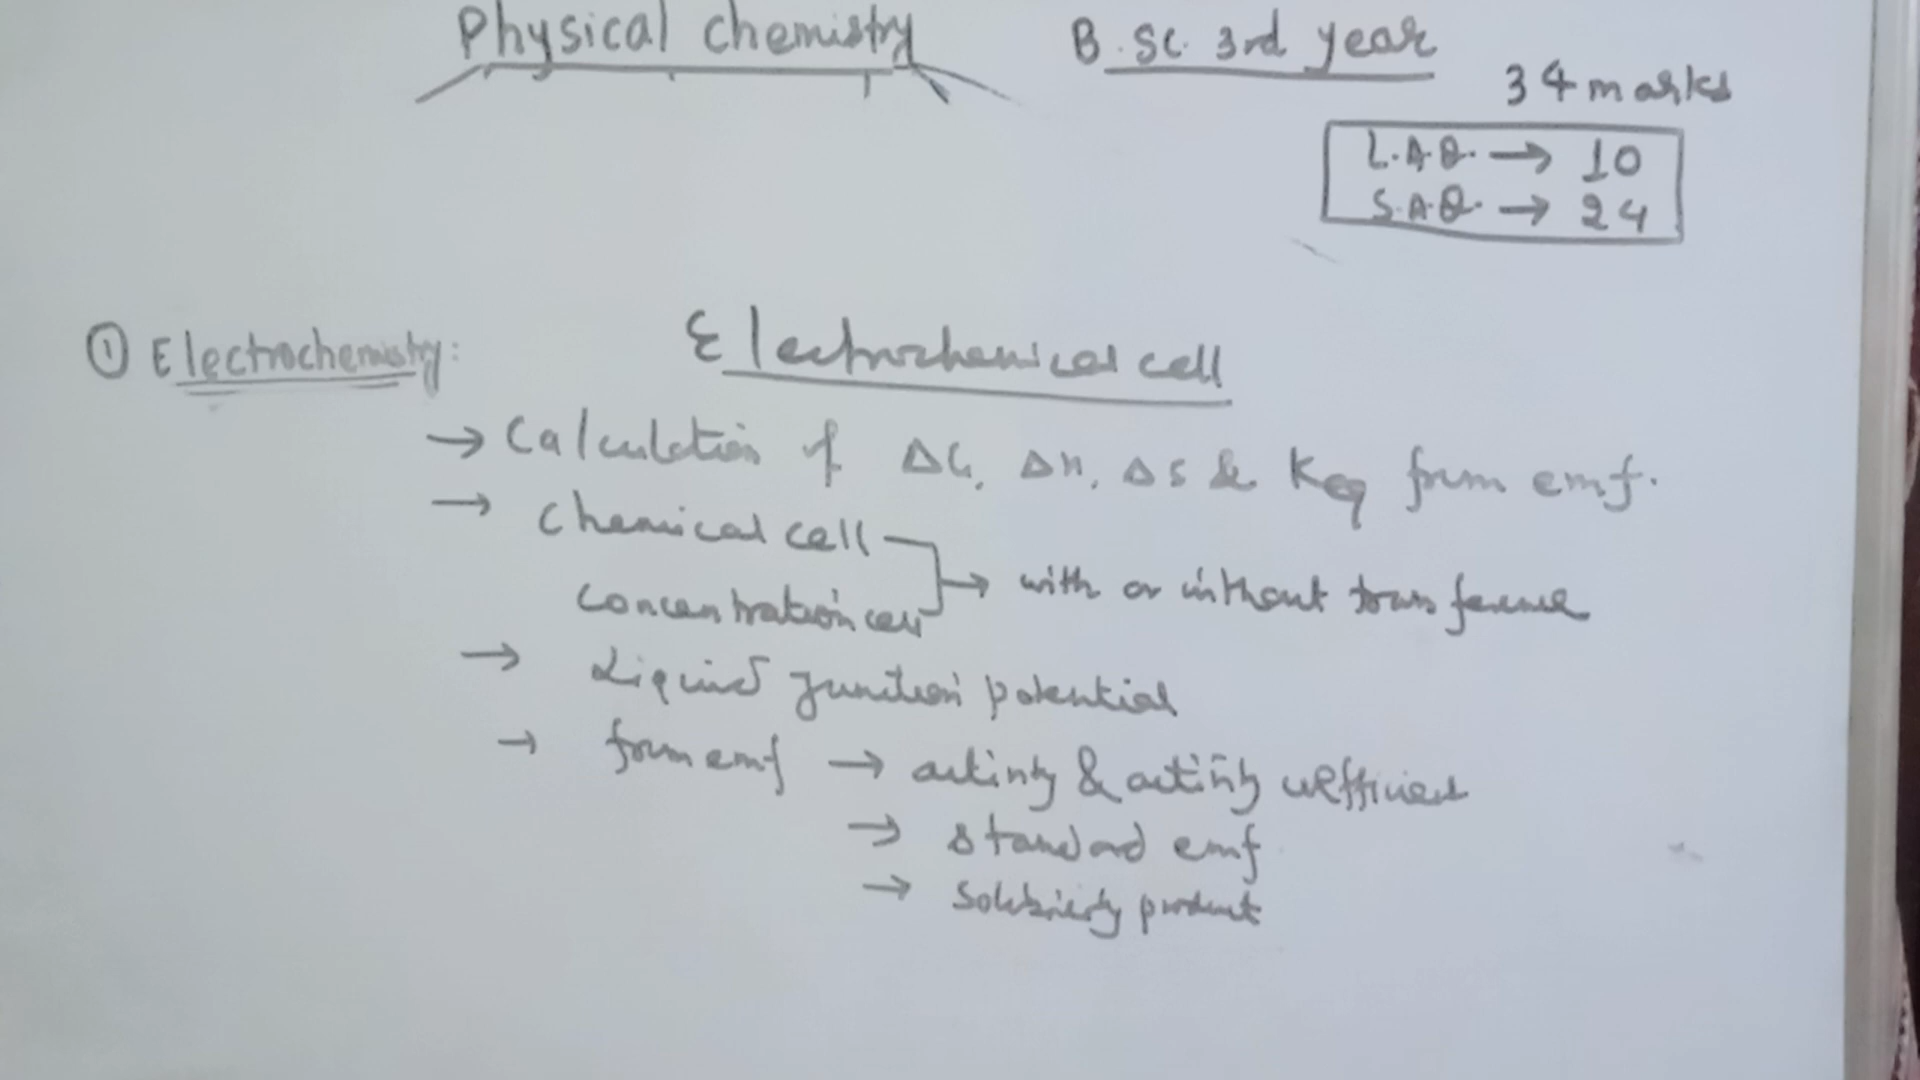 Physical chemistry B.Sc. 3rd year
34 marks
L.A.Q. → 10
S.A.Q. → 24
① Electrochemistry: Electrochemical cell
→ Calculation of ΔG, ΔH, ΔS & Keq from emf.
→ Chemical cell
Concentration cell → with or without transference
→ Liquid junction potential
→ from emf → activity & activity coefficient
→ standard emf
→ Solubility product